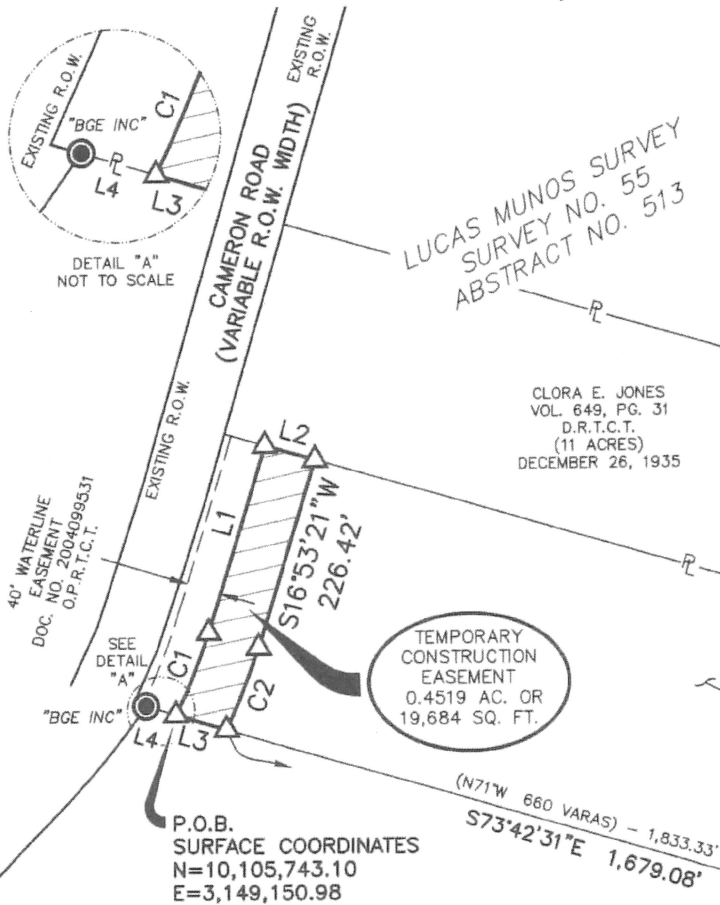 EXISTING R.O.W.
C1
"BGE INC"
PL
L4
L3
DETAIL "A"
NOT TO SCALE
EXISTING
R.O.W.
CAMERON ROAD
(VARIABLE R.O.W. WIDTH)
LUCAS MUNOS SURVEY
SURVEY NO. 55
ABSTRACT NO. 513
PL
CLORA E. JONES
VOL. 649, PG. 31
D.R.T.C.T.
(11 ACRES)
DECEMBER 26, 1935
EXISTING R.O.W.
L2
L1
S16°53'21"W
226.42'
40' WATERLINE
EASEMENT
DOC. NO. 2004099531
O.P.R.T.C.T.
PL
TEMPORARY
CONSTRUCTION
EASEMENT
0.4519 AC. OR
19,684 SQ. FT.
SEE
DETAIL
"A"
C1
C2
"BGE INC"
L4
L3
(N71°W 660 VARAS) - 1,833.33'
S73°42'31"E 1,679.08'
P.O.B.
SURFACE COORDINATES
N=10,105,743.10
E=3,149,150.98